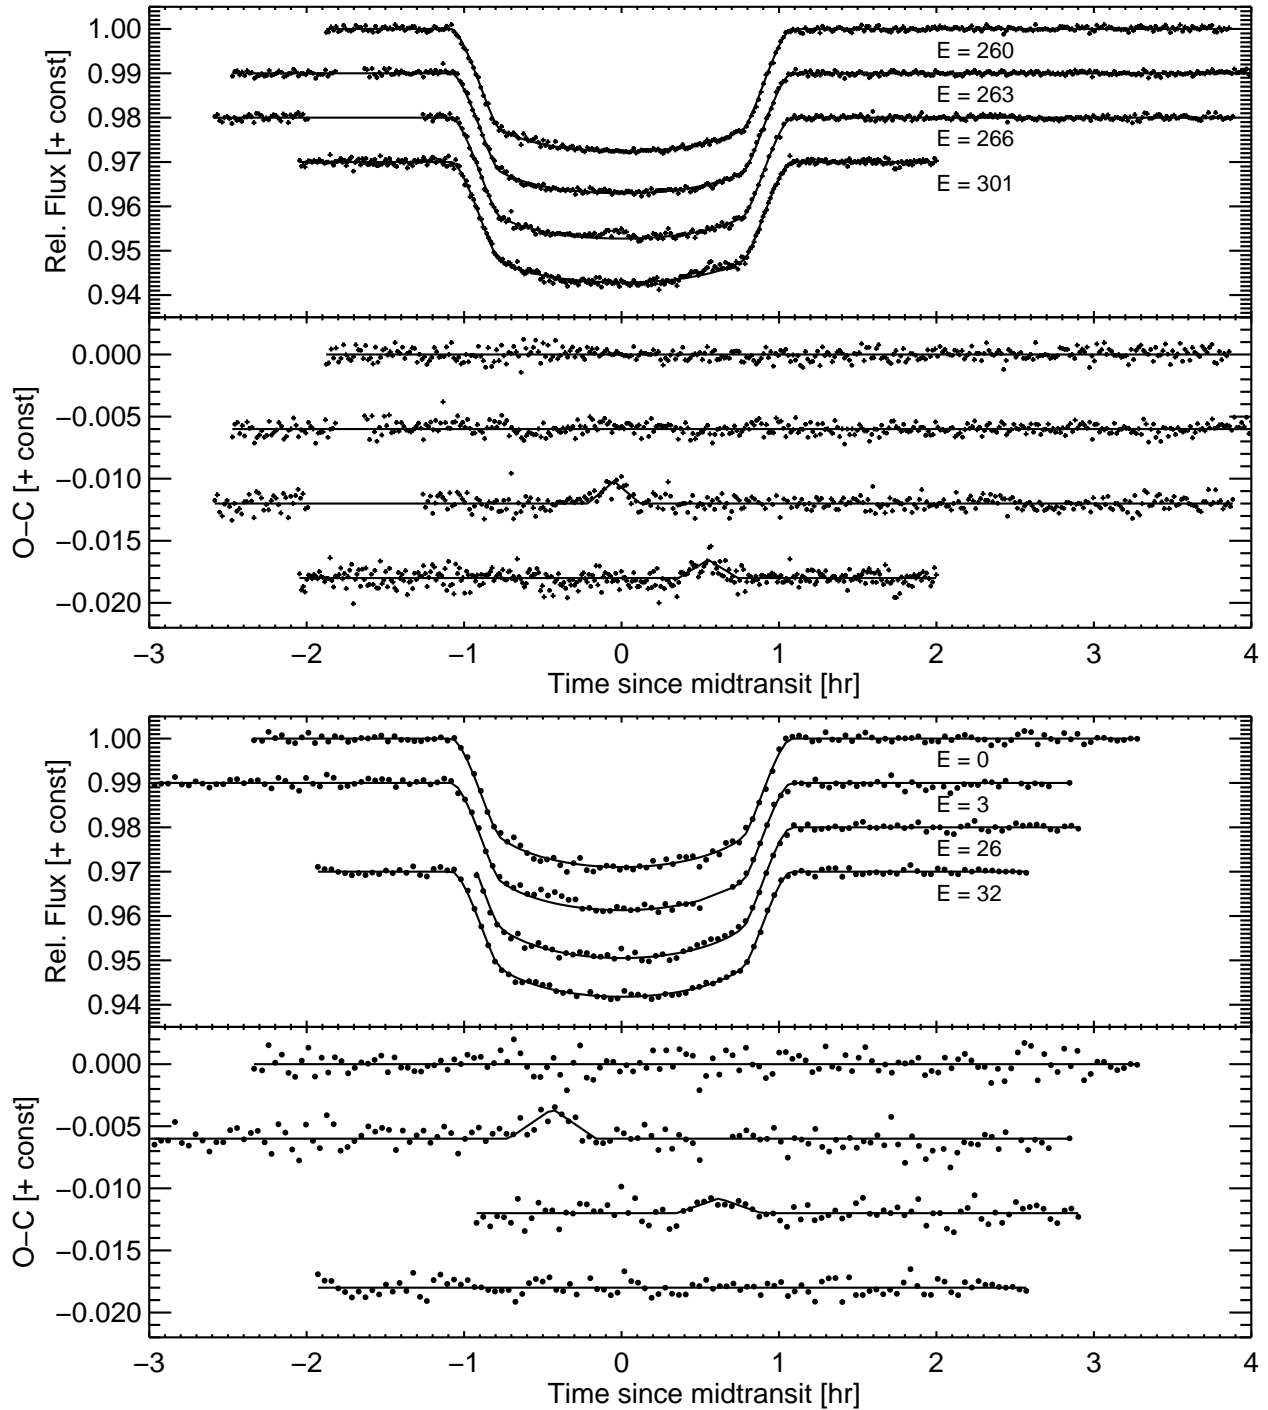 Rel. Flux [+ const]
1.00
0.99
0.98
0.97
0.96
0.95
0.94
E = 260
E = 263
E = 266
E = 301
O−C [+ const]
0.000
−0.005
−0.010
−0.015
−0.020
−3 −2 −1 0 1 2 3 4
Time since midtransit [hr]
Rel. Flux [+ const]
1.00
0.99
0.98
0.97
0.96
0.95
0.94
E = 0
E = 3
E = 26
E = 32
O−C [+ const]
0.000
−0.005
−0.010
−0.015
−0.020
−3 −2 −1 0 1 2 3 4
Time since midtransit [hr]